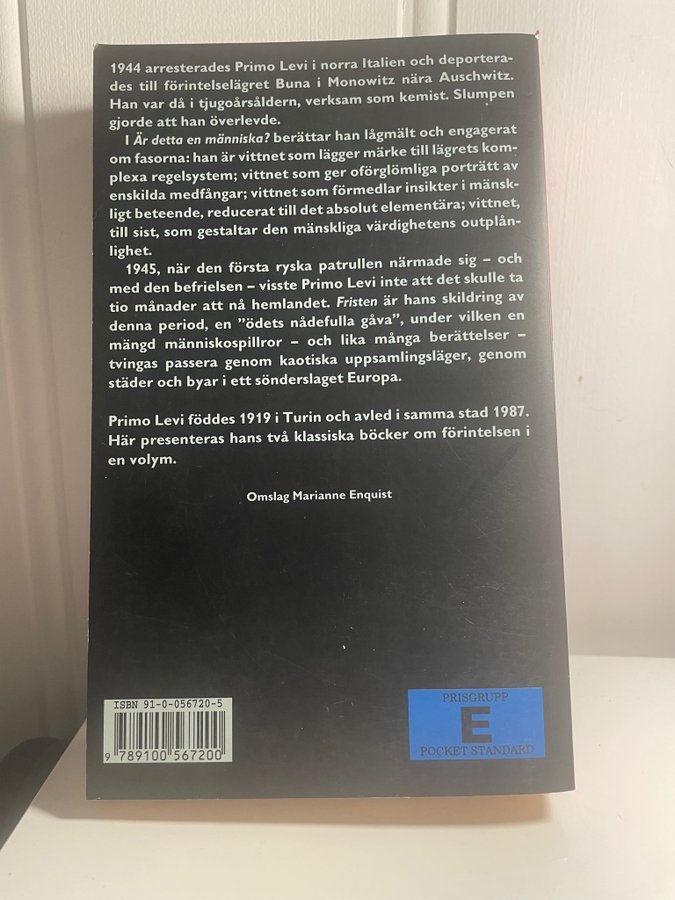 1944 arresterades Primo Levi i norra Italien och deportera-
des till förintelselägret Buna i Monowitz nära Auschwitz.
Han var då i tjugoårsåldern, verksam som kemist. Slumpen
gjorde att han överlevde.
I Är detta en människa? berättar han lågmält och engagerat
om fasorna: han är vittnet som lägger märke till lägrets kom-
plexa regelsystem; vittnet som ger oförglömliga porträtt av
enskilda medfångar; vittnet som förmedlar insikter i mänsk-
ligt beteende, reducerat till det absolut elementära; vittnet,
till sist, som gestaltar den mänskliga värdighetens outplån-
lighet.
1945, när den första ryska patrullen närmade sig – och
med den befrielsen – visste Primo Levi inte att det skulle ta
tio månader att nå hemlandet. Fristen är hans skildring av
denna period, en ”ödets nådefulla gåva”, under vilken en
mängd människospillror – och lika många berättelser –
tvingas passera genom kaotiska uppsamlingsläger, genom
städer och byar i ett sönderslaget Europa.
Primo Levi föddes 1919 i Turin och avled i samma stad 1987.
Här presenteras hans två klassiska böcker om förintelsen i
en volym.
Omslag Marianne Enquist
ISBN 91-0-056720-5
9 789100 567200
PRISGRUPP
E
POCKET STANDARD